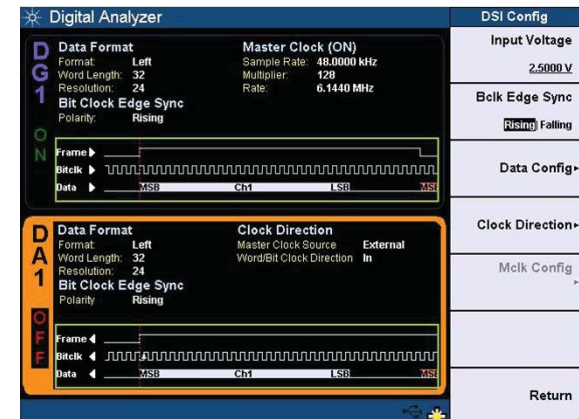 Digital Analyzer
DSI Config
DG1 ON
Data Format
Format: Left
Word Length: 32
Resolution: 24
Bit Clock Edge Sync
Polarity: Rising
Master Clock (ON)
Sample Rate: 48.0000 kHz
Multiplier: 128
Rate: 6.1440 MHz
Frame
Bitclk
Data MSB Ch1 LSB MSB
DA1 OFF
Data Format
Format: Left
Word Length: 32
Resolution: 24
Bit Clock Edge Sync
Polarity Rising
Clock Direction
Master Clock Source External
Word/Bit Clock Direction In
Frame
Bitclk
Data MSB Ch1 LSB MSB
Input Voltage
2.5000 V
Bclk Edge Sync
Rising Falling
Data Config
Clock Direction
Mclk Config
Return